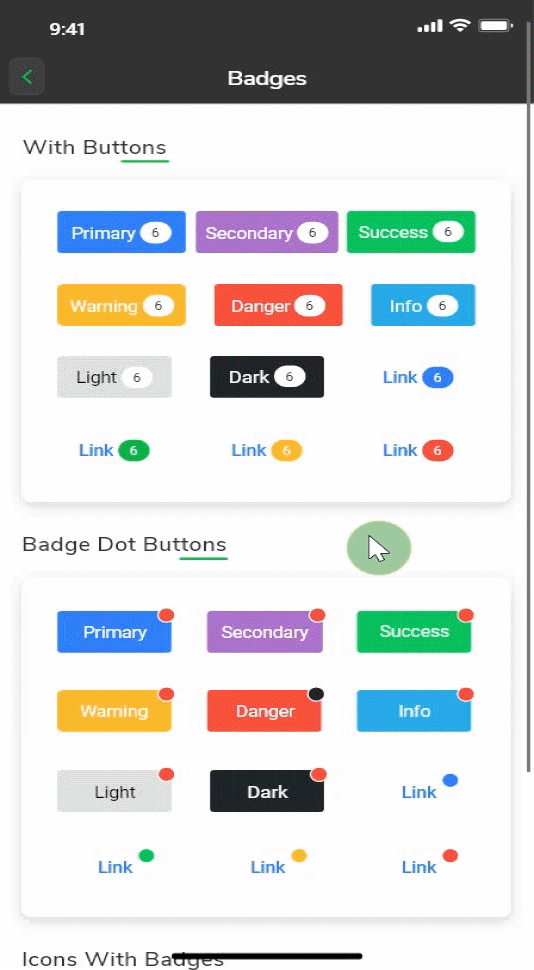 9:41
Badges
With Buttons
Primary 6 Secondary 6 Success 6
Warning 6 Danger 6 Info 6
Light 6 Dark 6 Link 6
Link 6 Link 6 Link 6
Badge Dot Buttons
Primary Secondary Success
Warning Danger Info
Light Dark Link
Link Link Link
Icons With Badges